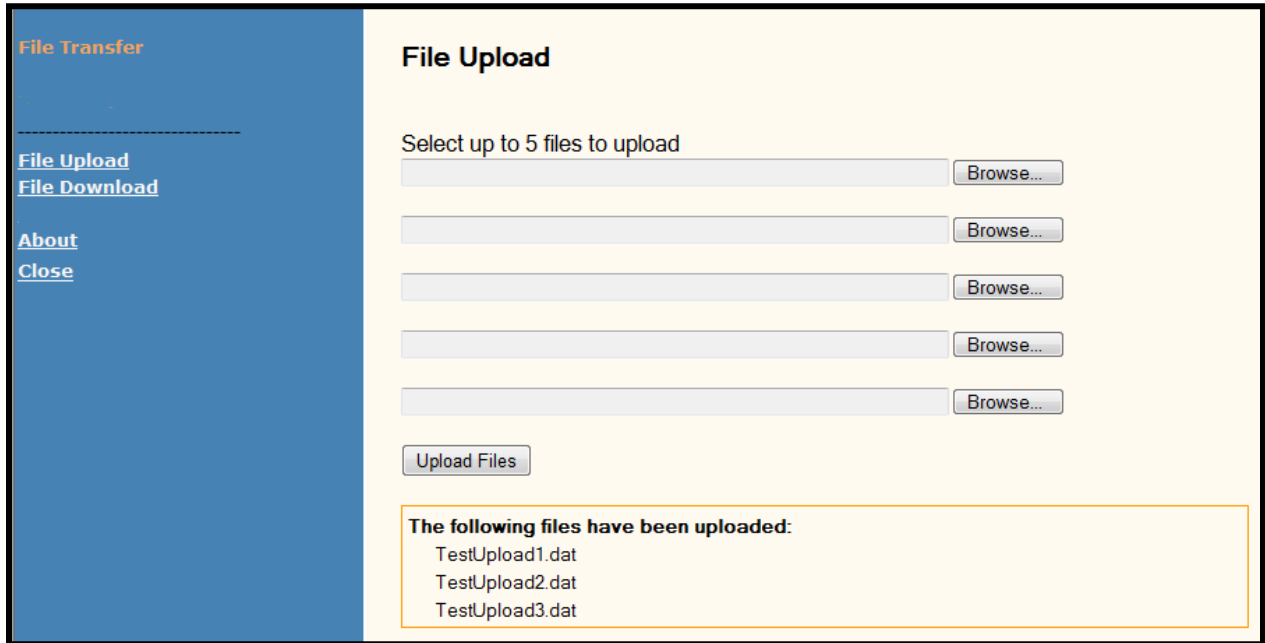 File Transfer
-------------------------------
File Upload
File Download
About
Close
File Upload
Select up to 5 files to upload
Browse...
Browse...
Browse...
Browse...
Browse...
Upload Files
The following files have been uploaded:
TestUpload1.dat
TestUpload2.dat
TestUpload3.dat